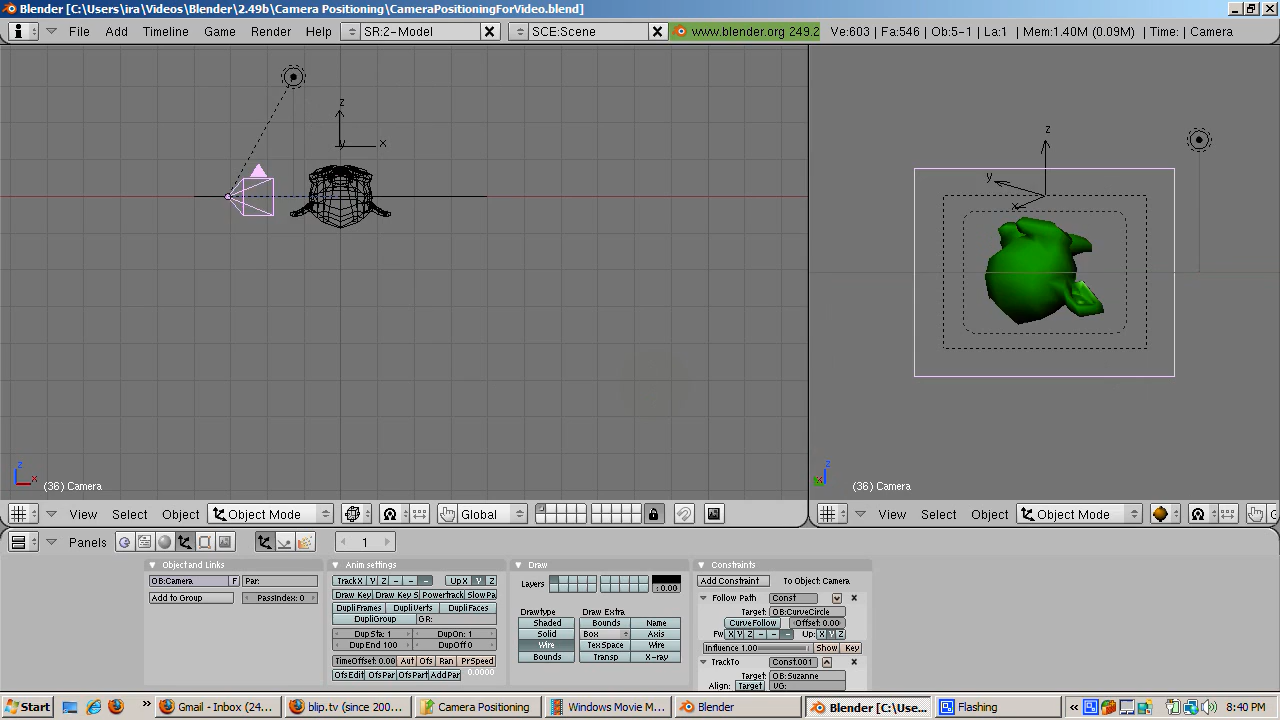 Blender [C:\Users\ira\Videos\Blender\2.49b\Camera Positioning\CameraPositioningForVideo.blend]
File Add Timeline Game Render Help SR:2-Model SCE:Scene www.blender.org 249.2 Ve:603 | Fa:546 | Ob:5-1 | La:1 | Mem:1.40M (0.09M) | Time: | Camera
z
x
y
z
y
x
z
x
(36) Camera
z
(36) Camera
View Select Object Object Mode Global
View Select Object Object Mode
Panels 1
Object and Links
OB:Camera F Par:
Add to Group PassIndex: 0
Anim settings
TrackX Y Z – – – UpX Y Z
Draw Key Draw Key S Powertrack SlowPa
DupliFrames DupliVerts DupliFaces
DupliGroup GR:
DupSta: 1 DupOn: 1
DupEnd 100 DupOff 0
TimeOffset: 0.00 Aut Ofs Ran PrSpeed
OfsEdit OfsPar OfsPart AddPar 0.0000
Draw
Layers : 0.00
Drawtype Draw Extra
Shaded Bounds Name
Solid Box Axis
Wire TexSpace Wire
Bounds Transp X-ray
Constraints
Add Constraint To Object: Camera
Follow Path Const
Target: OB:CurveCircle
CurveFollow Offset: 0.00
Fw: X Y Z – – – Up: X Y Z
Influence 1.00 Show Key
TrackTo Const.001
Target: OB:Suzanne
Align: Target VG:
Start » Gmail - Inbox (24... blip.tv (since 200... Camera Positioning Windows Movie M... Blender Blender [C:\Use... Flashing « 8:40 PM